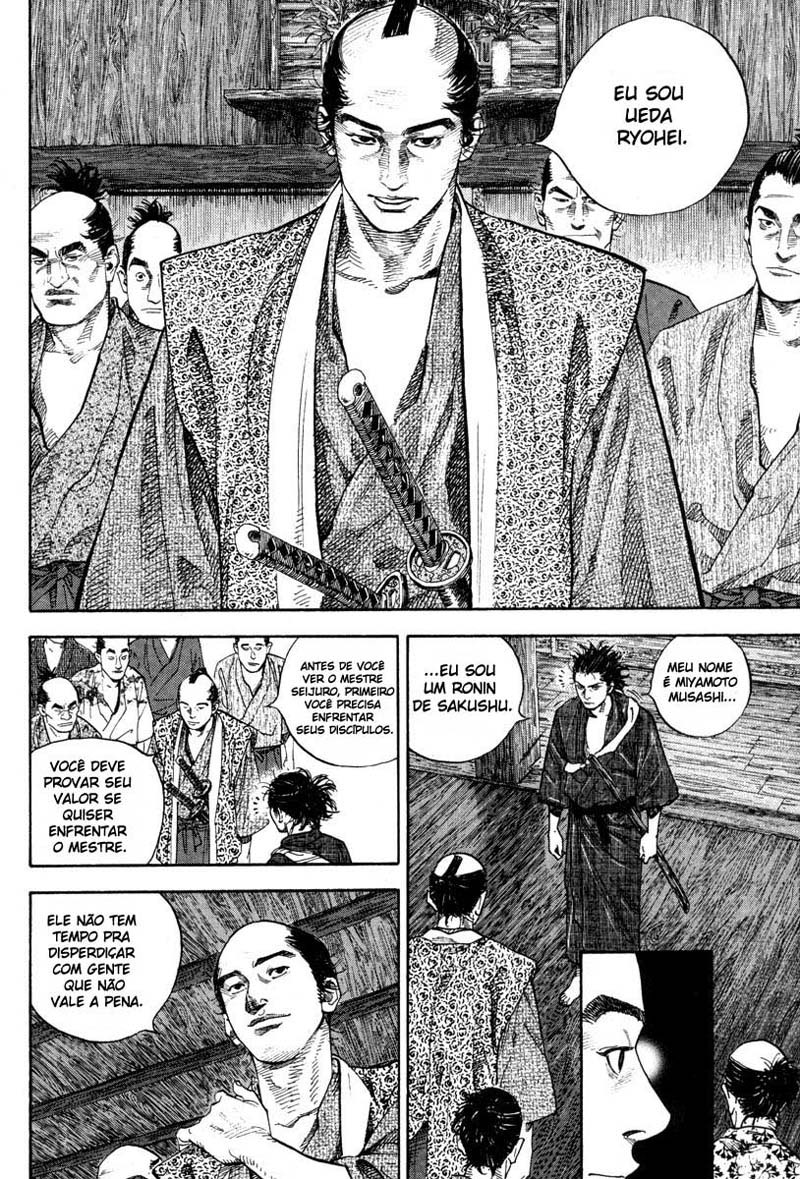 EU SOU
UEDA
RYOHEI.
MEU NOME
É MIYAMOTO
MUSASHI...
...EU SOU
UM RONIN
DE SAKUSHU.
ANTES DE VOCÊ
VER O MESTRE
SEIJURO, PRIMEIRO
VOCÊ PRECISA
ENFRENTAR
SEUS DISCÍPULOS.
VOCÊ DEVE
PROVAR SEU
VALOR SE
QUISER
ENFRENTAR
O MESTRE.
ELE NÃO TEM
TEMPO PRA
DISPERDIÇAR
COM GENTE
QUE NÃO
VALE A PENA.